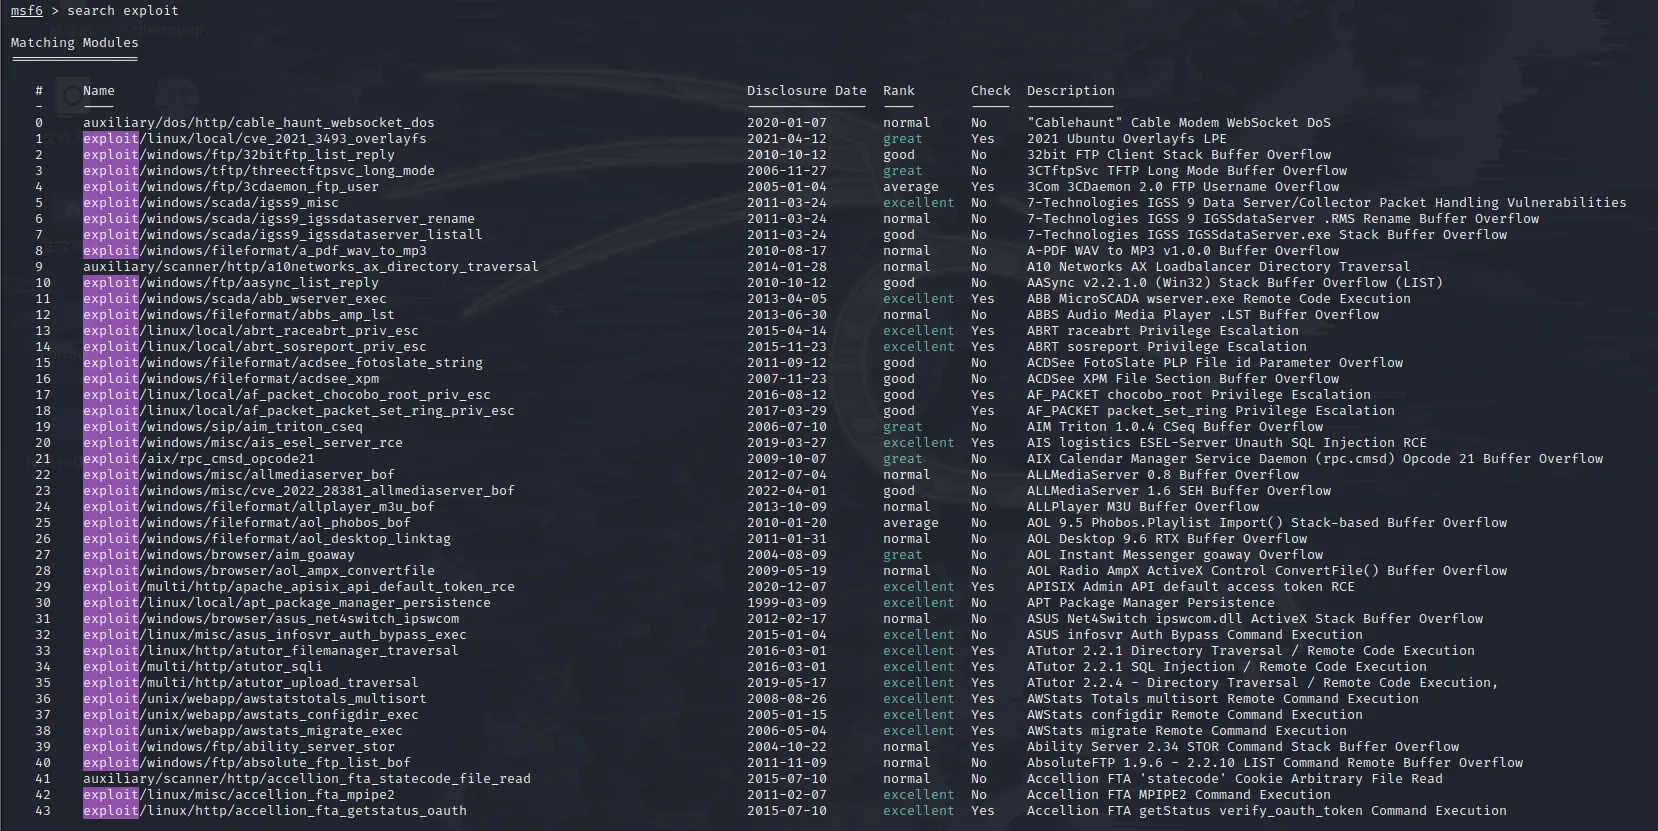 msf6 > search exploit
Matching Modules
# Name Disclosure Date Rank Check Description
- ---- --------------- ---- ----- -----------
0 auxiliary/dos/http/cable_haunt_websocket_dos 2020-01-07 normal No "Cablehaunt" Cable Modem WebSocket DoS
1 exploit/linux/local/cve_2021_3493_overlayfs 2021-04-12 great Yes 2021 Ubuntu Overlayfs LPE
2 exploit/windows/ftp/32bitftp_list_reply 2010-10-12 good No 32bit FTP Client Stack Buffer Overflow
3 exploit/windows/tftp/threectftpsvc_long_mode 2006-11-27 great No 3CTftpSvc TFTP Long Mode Buffer Overflow
4 exploit/windows/ftp/3cdaemon_ftp_user 2005-01-04 average Yes 3Com 3CDaemon 2.0 FTP Username Overflow
5 exploit/windows/scada/igss9_misc 2011-03-24 excellent No 7-Technologies IGSS 9 Data Server/Collector Packet Handling Vulnerabilities
6 exploit/windows/scada/igss9_igssdataserver_rename 2011-03-24 normal No 7-Technologies IGSS 9 IGSSdataServer .RMS Rename Buffer Overflow
7 exploit/windows/scada/igss9_igssdataserver_listall 2011-03-24 good No 7-Technologies IGSS IGSSdataServer.exe Stack Buffer Overflow
8 exploit/windows/fileformat/a_pdf_wav_to_mp3 2010-08-17 normal No A-PDF WAV to MP3 v1.0.0 Buffer Overflow
9 auxiliary/scanner/http/a10networks_ax_directory_traversal 2014-01-28 normal No A10 Networks AX Loadbalancer Directory Traversal
10 exploit/windows/ftp/aasync_list_reply 2010-10-12 good No AASync v2.2.1.0 (Win32) Stack Buffer Overflow (LIST)
11 exploit/windows/scada/abb_wserver_exec 2013-04-05 excellent Yes ABB MicroSCADA wserver.exe Remote Code Execution
12 exploit/windows/fileformat/abbs_amp_lst 2013-06-30 normal No ABBS Audio Media Player .LST Buffer Overflow
13 exploit/linux/local/abrt_raceabrt_priv_esc 2015-04-14 excellent Yes ABRT raceabrt Privilege Escalation
14 exploit/linux/local/abrt_sosreport_priv_esc 2015-11-23 excellent Yes ABRT sosreport Privilege Escalation
15 exploit/windows/fileformat/acdsee_fotoslate_string 2011-09-12 good No ACDSee FotoSlate PLP File id Parameter Overflow
16 exploit/windows/fileformat/acdsee_xpm 2007-11-23 good No ACDSee XPM File Section Buffer Overflow
17 exploit/linux/local/af_packet_chocobo_root_priv_esc 2016-08-12 good Yes AF_PACKET chocobo_root Privilege Escalation
18 exploit/linux/local/af_packet_packet_set_ring_priv_esc 2017-03-29 good Yes AF_PACKET packet_set_ring Privilege Escalation
19 exploit/windows/sip/aim_triton_cseq 2006-07-10 great No AIM Triton 1.0.4 CSeq Buffer Overflow
20 exploit/windows/misc/ais_esel_server_rce 2019-03-27 excellent Yes AIS logistics ESEL-Server Unauth SQL Injection RCE
21 exploit/aix/rpc_cmsd_opcode21 2009-10-07 great No AIX Calendar Manager Service Daemon (rpc.cmsd) Opcode 21 Buffer Overflow
22 exploit/windows/misc/allmediaserver_bof 2012-07-04 normal No ALLMediaServer 0.8 Buffer Overflow
23 exploit/windows/misc/cve_2022_28381_allmediaserver_bof 2022-04-01 good No ALLMediaServer 1.6 SEH Buffer Overflow
24 exploit/windows/fileformat/allplayer_m3u_bof 2013-10-09 normal No ALLPlayer M3U Buffer Overflow
25 exploit/windows/fileformat/aol_phobos_bof 2010-01-20 average No AOL 9.5 Phobos.Playlist Import() Stack-based Buffer Overflow
26 exploit/windows/fileformat/aol_desktop_linktag 2011-01-31 normal No AOL Desktop 9.6 RTX Buffer Overflow
27 exploit/windows/browser/aim_goaway 2004-08-09 great No AOL Instant Messenger goaway Overflow
28 exploit/windows/browser/aol_ampx_convertfile 2009-05-19 normal No AOL Radio AmpX ActiveX Control ConvertFile() Buffer Overflow
29 exploit/multi/http/apache_apisix_api_default_token_rce 2020-12-07 excellent Yes APISIX Admin API default access token RCE
30 exploit/linux/local/apt_package_manager_persistence 1999-03-09 excellent No APT Package Manager Persistence
31 exploit/windows/browser/asus_net4switch_ipswcom 2012-02-17 normal No ASUS Net4Switch ipswcom.dll ActiveX Stack Buffer Overflow
32 exploit/linux/misc/asus_infosvr_auth_bypass_exec 2015-01-04 excellent No ASUS infosvr Auth Bypass Command Execution
33 exploit/linux/http/atutor_filemanager_traversal 2016-03-01 excellent Yes ATutor 2.2.1 Directory Traversal / Remote Code Execution
34 exploit/multi/http/atutor_sqli 2016-03-01 excellent Yes ATutor 2.2.1 SQL Injection / Remote Code Execution
35 exploit/multi/http/atutor_upload_traversal 2019-05-17 excellent Yes ATutor 2.2.4 - Directory Traversal / Remote Code Execution,
36 exploit/unix/webapp/awstatstotals_multisort 2008-08-26 excellent Yes AWStats Totals multisort Remote Command Execution
37 exploit/unix/webapp/awstats_configdir_exec 2005-01-15 excellent Yes AWStats configdir Remote Command Execution
38 exploit/unix/webapp/awstats_migrate_exec 2006-05-04 excellent Yes AWStats migrate Remote Command Execution
39 exploit/windows/ftp/ability_server_stor 2004-10-22 normal Yes Ability Server 2.34 STOR Command Stack Buffer Overflow
40 exploit/windows/ftp/absolute_ftp_list_bof 2011-11-09 normal No AbsoluteFTP 1.9.6 - 2.2.10 LIST Command Remote Buffer Overflow
41 auxiliary/scanner/http/accellion_fta_statecode_file_read 2015-07-10 normal No Accellion FTA 'statecode' Cookie Arbitrary File Read
42 exploit/linux/misc/accellion_fta_mpipe2 2011-02-07 excellent No Accellion FTA MPIPE2 Command Execution
43 exploit/linux/http/accellion_fta_getstatus_oauth 2015-07-10 excellent Yes Accellion FTA getStatus verify_oauth_token Command Execution